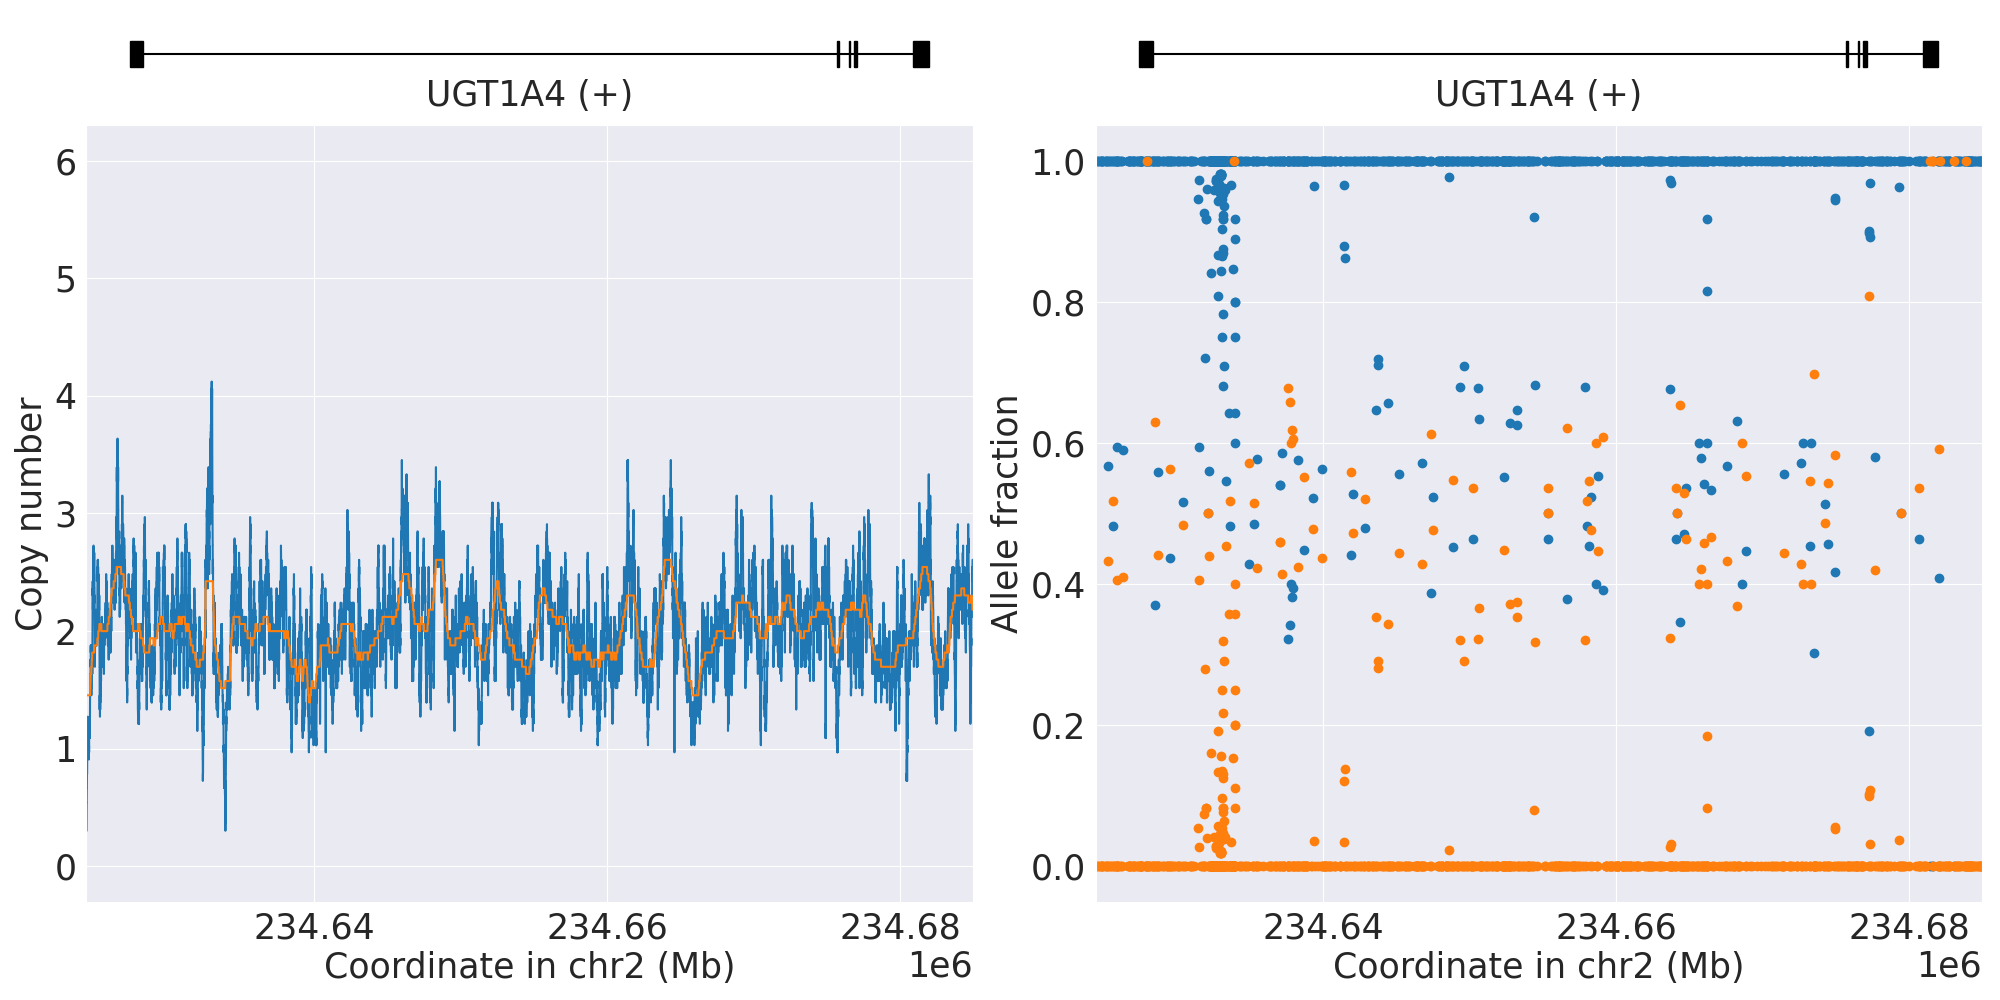 UGT1A4 (+)
6
5
4
3
2
1
0
Copy number
234.64
234.66
234.68
Coordinate in chr2 (Mb)
1e6
UGT1A4 (+)
1.0
0.8
0.6
0.4
0.2
0.0
Allele fraction
234.64
234.66
234.68
Coordinate in chr2 (Mb)
1e6